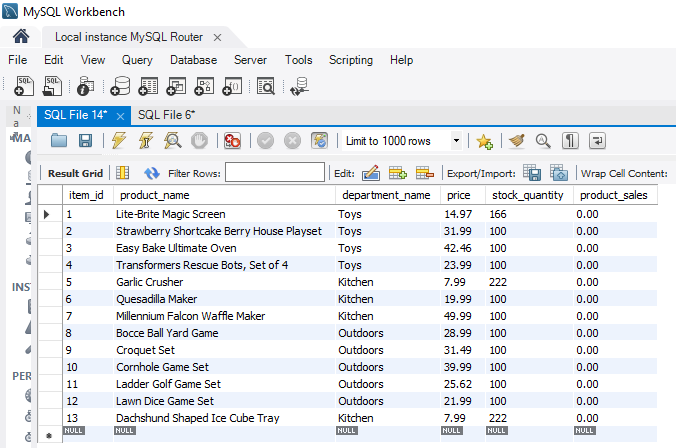 MySQL Workbench
Local instance MySQL Router ×
File Edit View Query Database Server Tools Scripting Help
SQL File 14* × SQL File 6*
Limit to 1000 rows
Result Grid Filter Rows: Edit: Export/Import: Wrap Cell Content:
item_id product_name department_name price stock_quantity product_sales
1 Lite-Brite Magic Screen Toys 14.97 166 0.00
2 Strawberry Shortcake Berry House Playset Toys 31.99 100 0.00
3 Easy Bake Ultimate Oven Toys 42.46 100 0.00
4 Transformers Rescue Bots, Set of 4 Toys 23.99 100 0.00
5 Garlic Crusher Kitchen 7.99 222 0.00
6 Quesadilla Maker Kitchen 19.99 100 0.00
7 Millennium Falcon Waffle Maker Kitchen 49.99 100 0.00
8 Bocce Ball Yard Game Outdoors 28.99 100 0.00
9 Croquet Set Outdoors 31.49 100 0.00
10 Cornhole Game Set Outdoors 39.99 100 0.00
11 Ladder Golf Game Set Outdoors 25.62 100 0.00
12 Lawn Dice Game Set Outdoors 21.99 100 0.00
13 Dachshund Shaped Ice Cube Tray Kitchen 7.99 222 0.00
NULL NULL NULL NULL NULL NULL
Na
MA
INST
PER